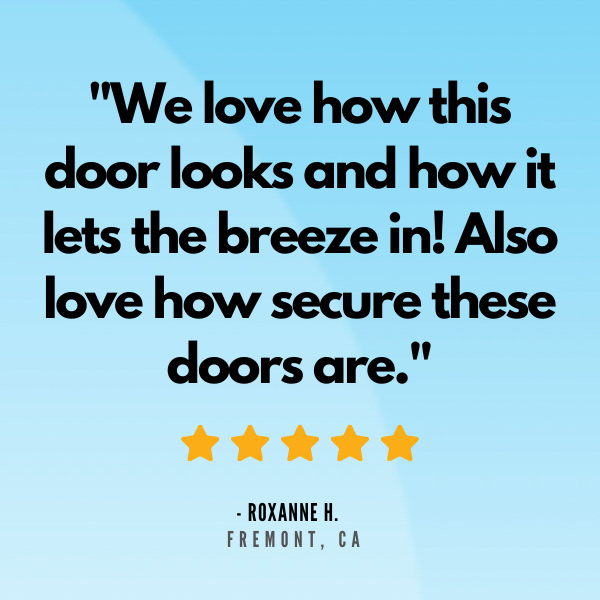 "We love how this
door looks and how it
lets the breeze in! Also
love how secure these
doors are."
- ROXANNE H.
FREMONT, CA